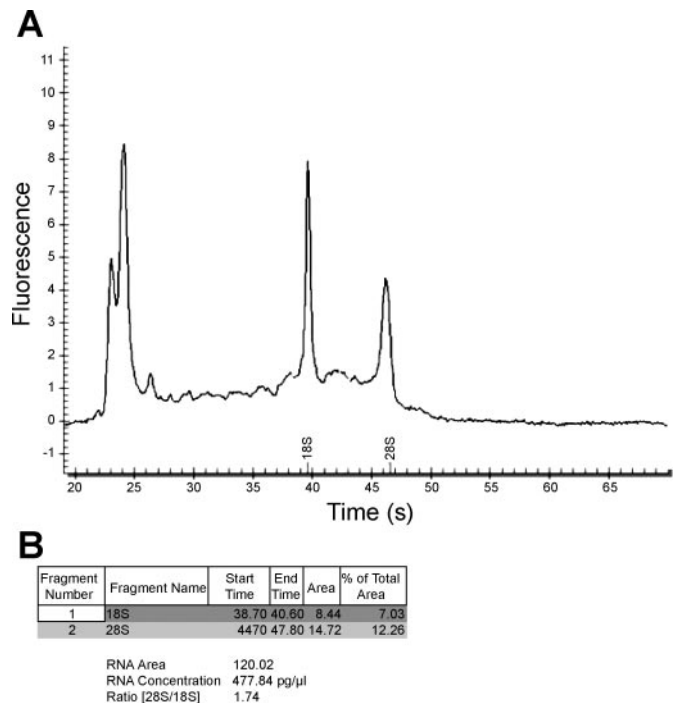 A
11
10
9
8
7
6
5
4
3
2
1
0
-1
Fluorescence
18S
28S
20 25 30 35 40 45 50 55 60 65
Time (s)
B
Fragment Number Fragment Name Start Time End Time Area % of Total Area
1 18S 38.70 40.60 8.44 7.03
2 28S 4470 47.80 14.72 12.26
RNA Area 120.02
RNA Concentration 477.84 pg/µl
Ratio [28S/18S] 1.74